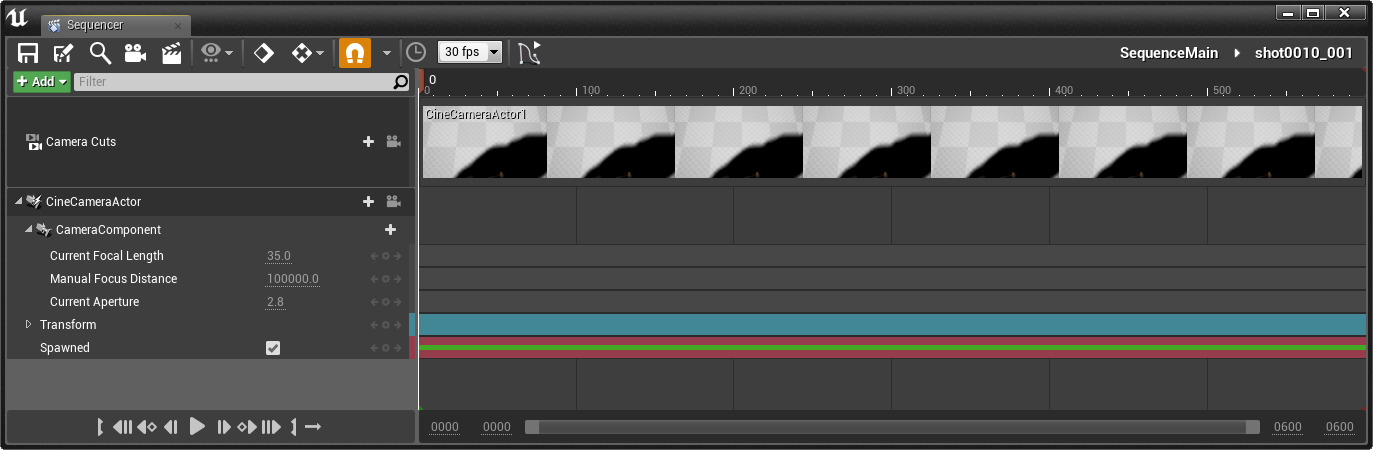 Sequencer
30 fps
SequenceMain
shot0010_001
Add
Filter
0
0
100
200
300
400
500
Camera Cuts
CineCameraActor1
CineCameraActor
CameraComponent
Current Focal Length 35.0
Manual Focus Distance 100000.0
Current Aperture 2.8
Transform
Spawned
0000 0000 0600 0600